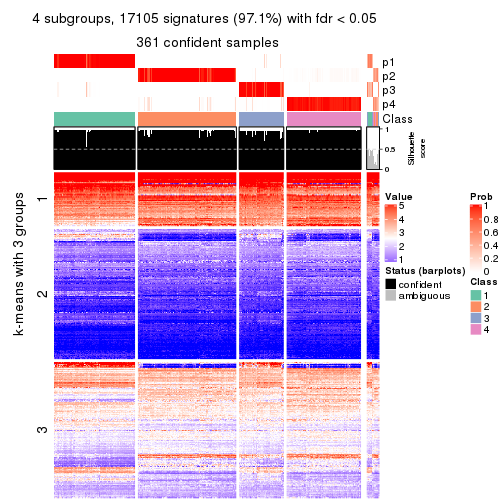 4 subgroups, 17105 signatures (97.1%) with fdr < 0.05
361 confident samples
p1
p2
p3
p4
Class
1
0.5
0
Silhouette
score
k-means with 3 groups
1
2
3
Value
5
4
3
2
1
Status (barplots)
confident
ambiguous
Prob
1
0.8
0.6
0.4
0.2
0
Class
1
2
3
4